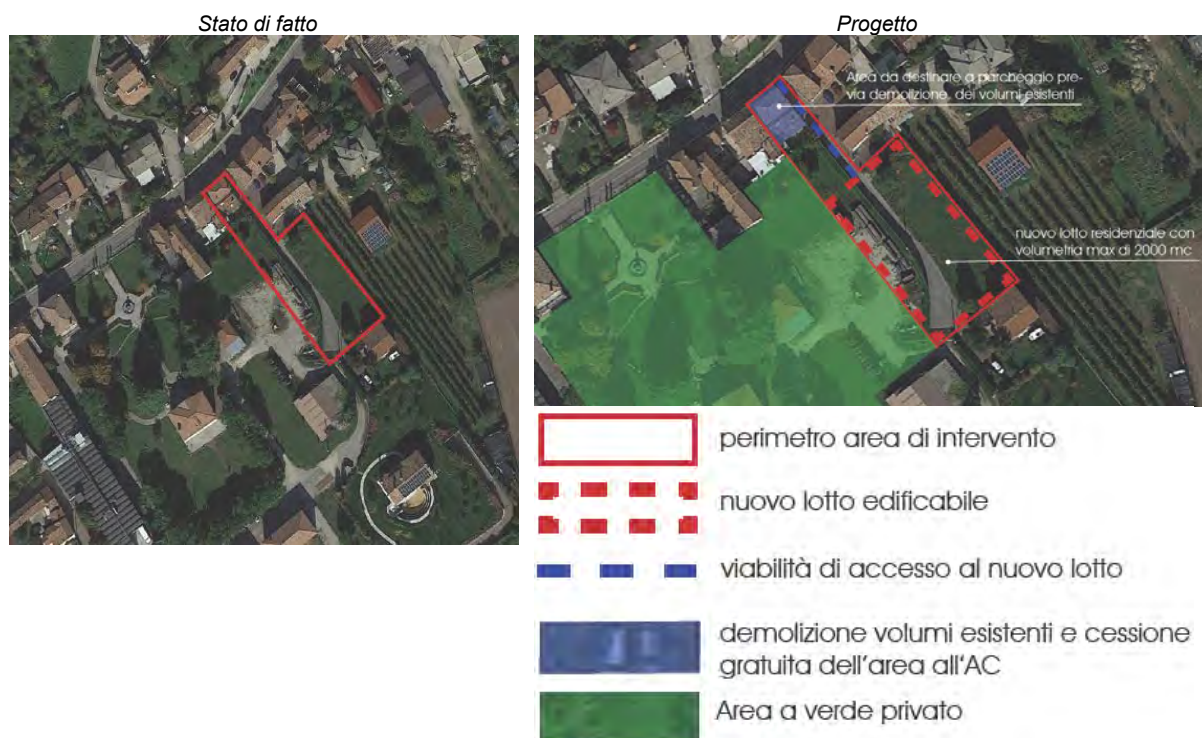 Stato di fatto
Progetto
Area da destinare a parcheggio pre-
via demolizione, dei volumi esistenti
nuovo lotto residenziale con
volumetria max di 2000 mc
perimetro area di intervento
nuovo lotto edificabile
viabilità di accesso al nuovo lotto
demolizione volumi esistenti e cessione
gratuita dell'area all'AC
Area a verde privato